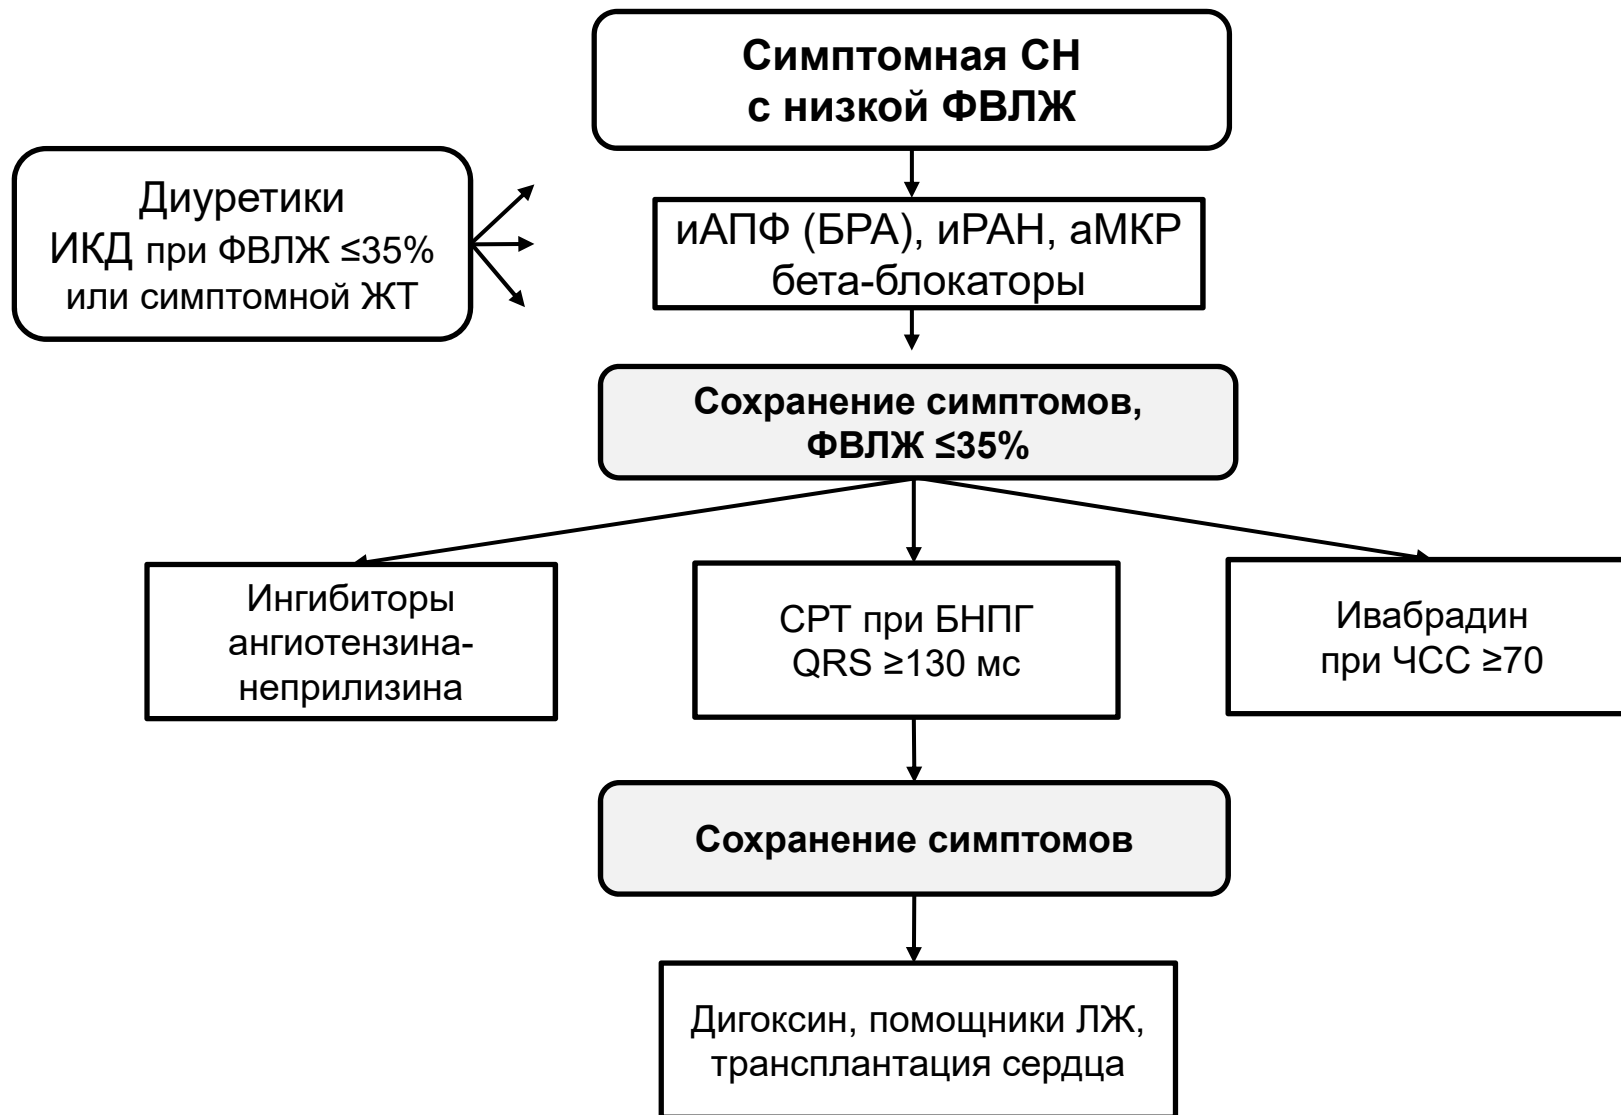 Симптомная СН
с низкой ФВЛЖ
Диуретики
ИКД при ФВЛЖ ≤35%
или симптомной ЖТ
иАПФ (БРА), иРАН, аМКР
бета-блокаторы
Сохранение симптомов,
ФВЛЖ ≤35%
Ингибиторы
ангиотензина-
неприлизина
СРТ при БНПГ
QRS ≥130 мс
Ивабрадин
при ЧСС ≥70
Сохранение симптомов
Дигоксин, помощники ЛЖ,
трансплантация сердца